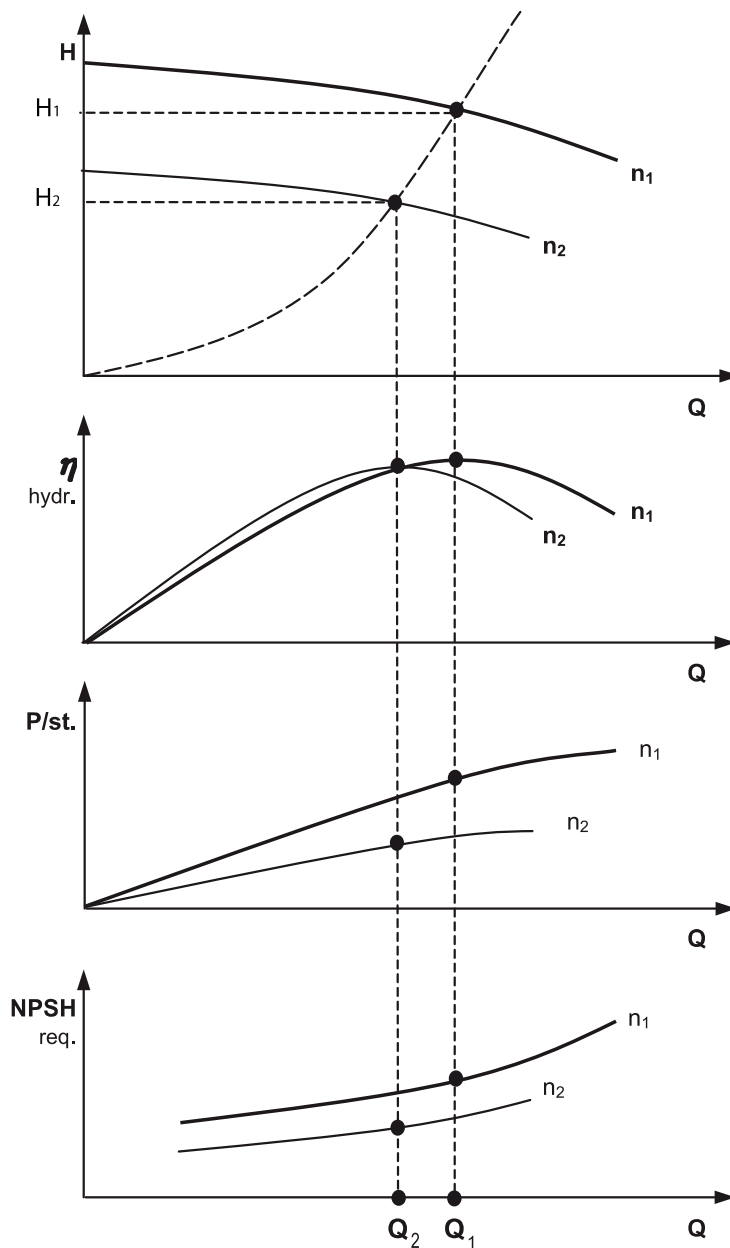 H
H₁
n₁
H₂
n₂
Q
η
hydr.
n₁
n₂
Q
P/st.
n₁
n₂
Q
NPSH
req.
n₁
n₂
Q₂ Q₁ Q